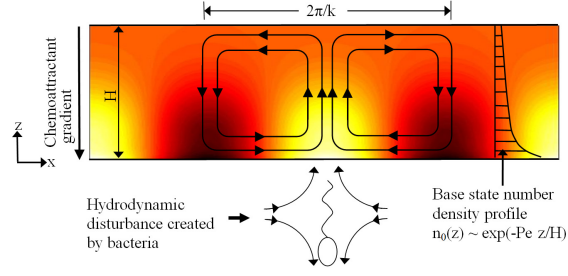 2π/k
Chemoattractant
gradient
H
z
x
Hydrodynamic
disturbance created
by bacteria
Base state number
density profile
n₀(z) ~ exp(-Pe z/H)